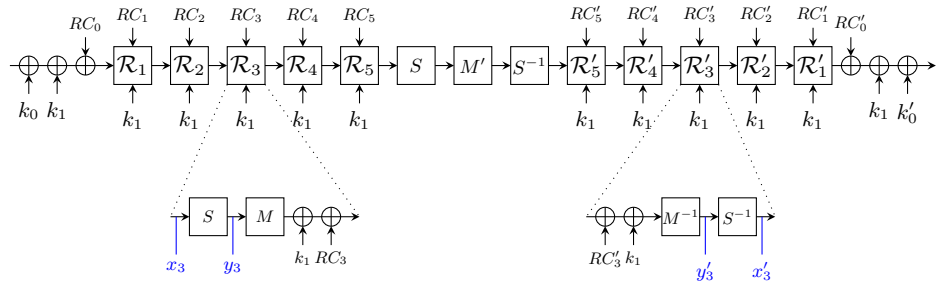 RC₁ RC₂ RC₃ RC₄ RC₅ RC′₅ RC′₄ RC′₃ RC′₂ RC′₁
RC₀ RC′₀
ℛ₁ ℛ₂ ℛ₃ ℛ₄ ℛ₅ S M′ S⁻¹ ℛ′₅ ℛ′₄ ℛ′₃ ℛ′₂ ℛ′₁
k₀ k₁ k₁ k₁ k₁ k₁ k₁ k₁ k₁ k₁ k₁ k₁ k₁ k′₀
S M M⁻¹ S⁻¹
k₁ RC₃ RC′₃ k₁
x₃ y₃ y′₃ x′₃